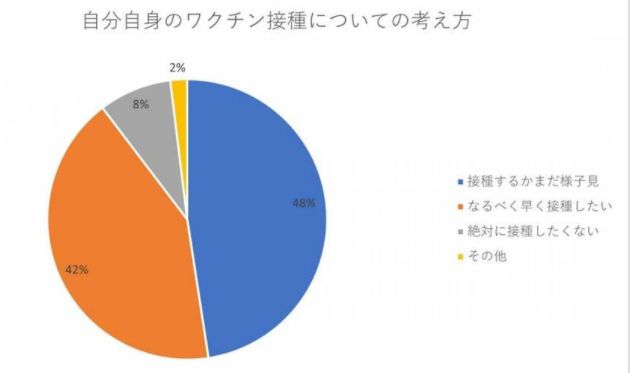 自分自身のワクチン接種についての考え方
2%
8%
48%
42%
接種するかまだ様子見
なるべく早く接種したい
絶対に接種したくない
その他